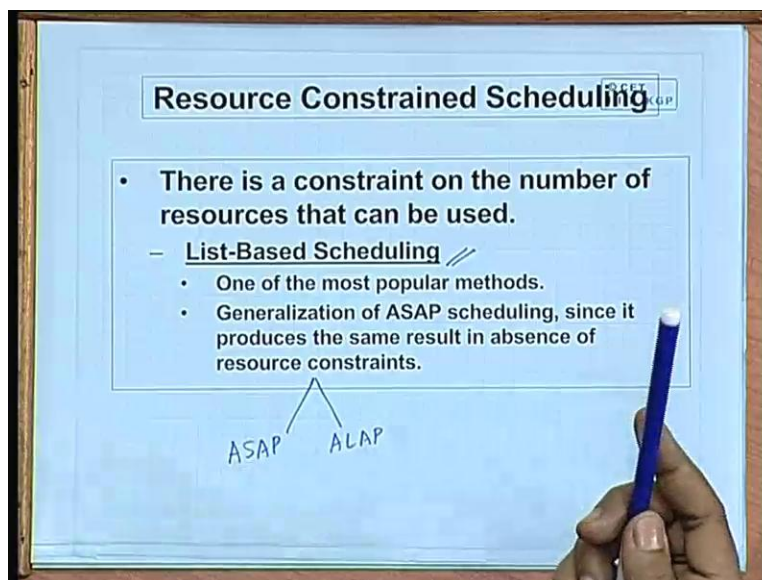 Resource Constrained Scheduling
© CET
KGP
• There is a constraint on the number of
resources that can be used.
– List-Based Scheduling
• One of the most popular methods.
• Generalization of ASAP scheduling, since it
produces the same result in absence of
resource constraints.
ASAP ALAP